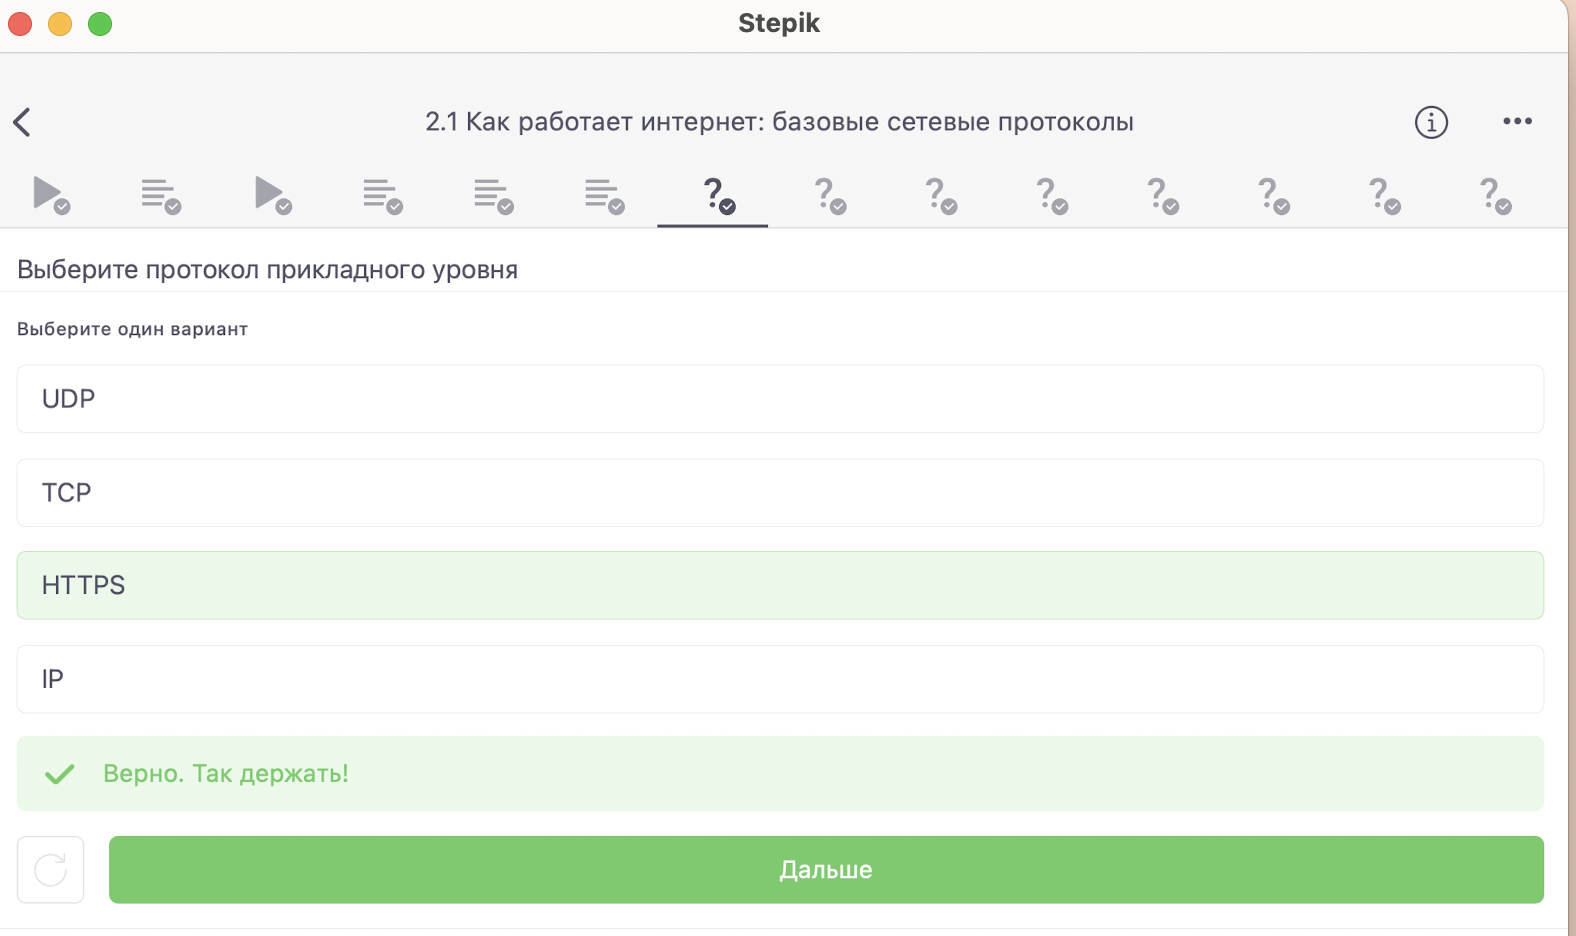 Stepik
2.1 Как работает интернет: базовые сетевые протоколы
Выберите протокол прикладного уровня
Выберите один вариант
UDP
TCP
HTTPS
IP
Верно. Так держать!
Дальше